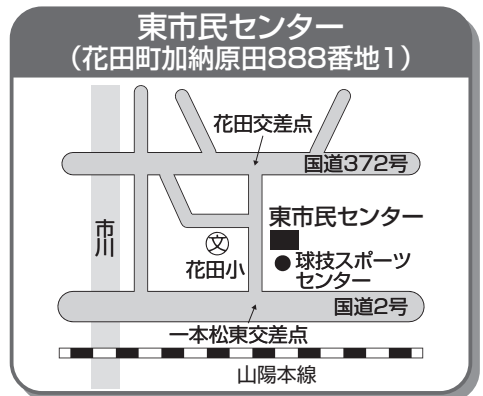 東市民センター
（花田町加納原田888番地1）
花田交差点
国道372号
市川
東市民センター
文
花田小
球技スポーツ
センター
国道2号
一本松東交差点
山陽本線